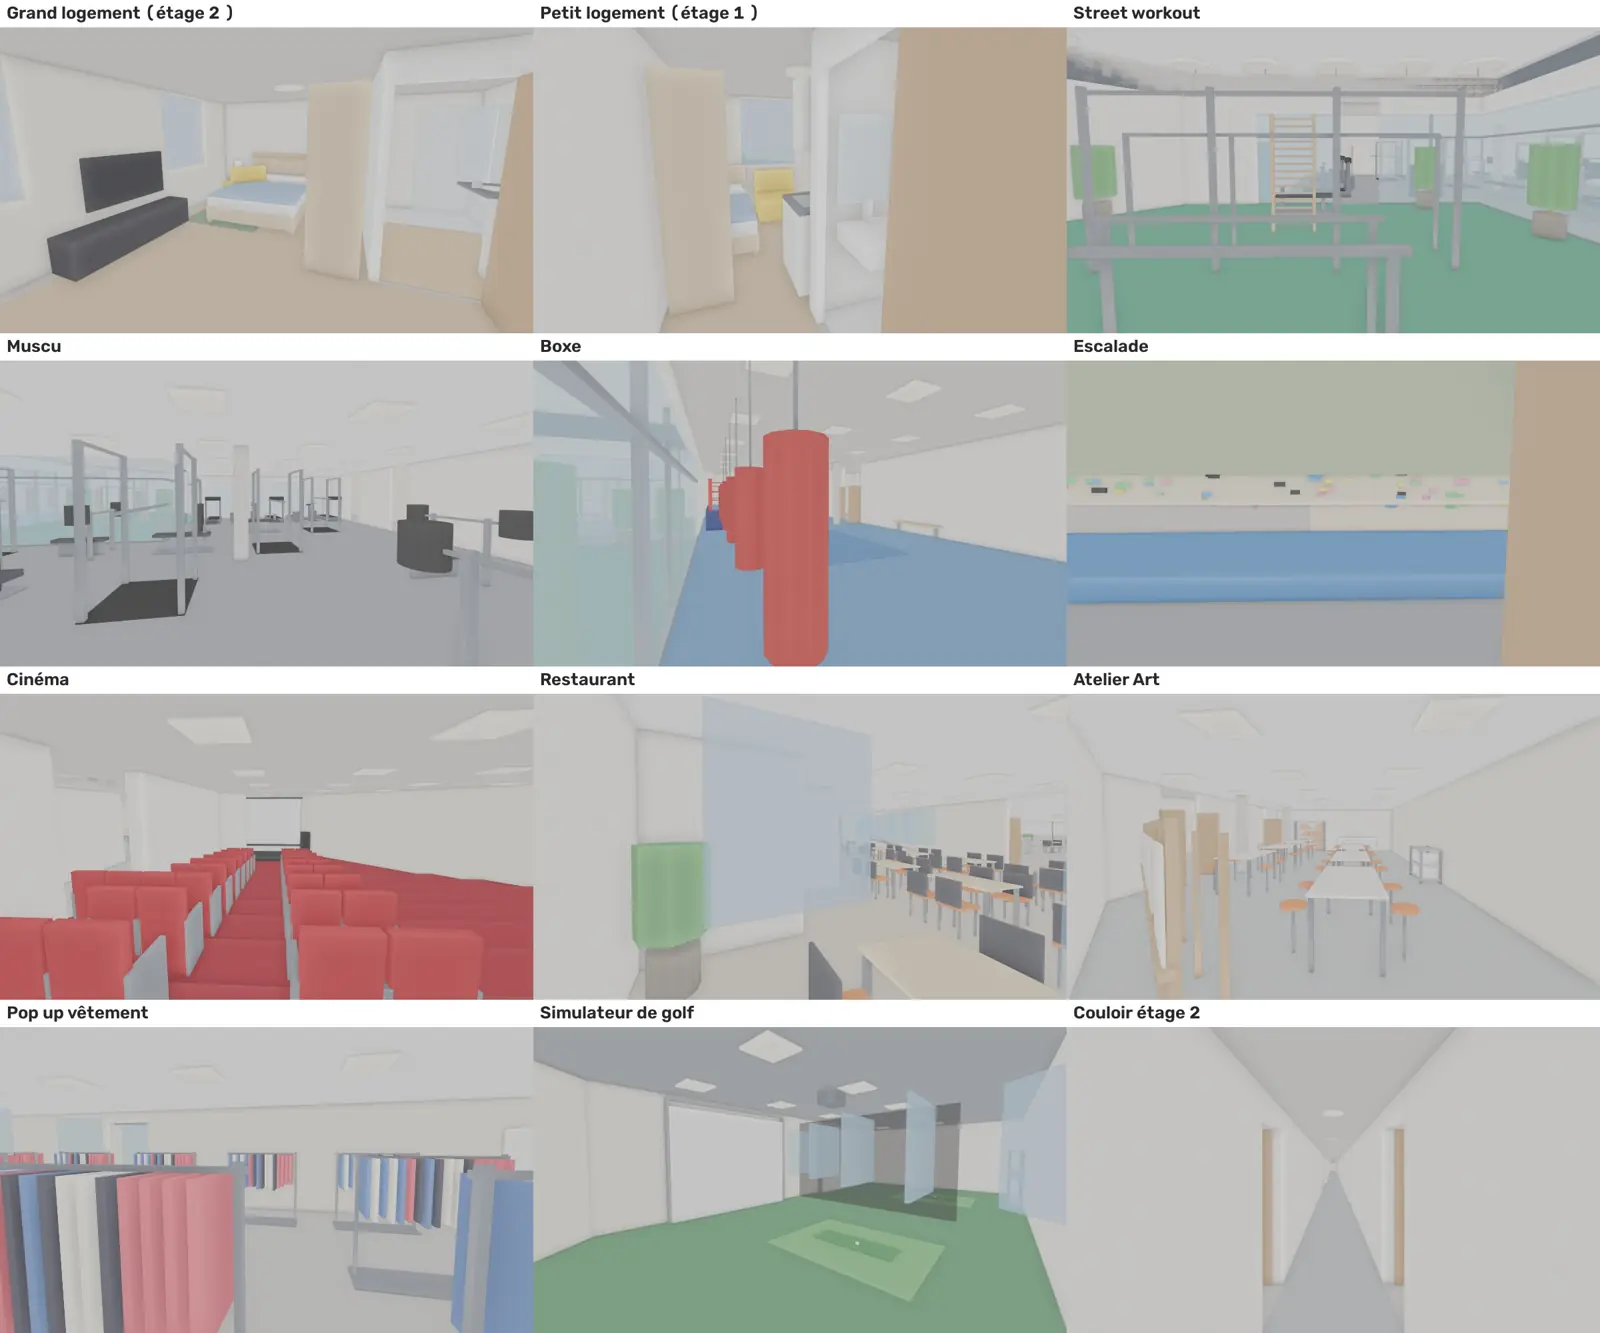 Grand logement ( étage 2 )
Petit logement ( étage 1 )
Street workout
Muscu
Boxe
Escalade
Cinéma
Restaurant
Atelier Art
Pop up vêtement
Simulateur de golf
Couloir étage 2